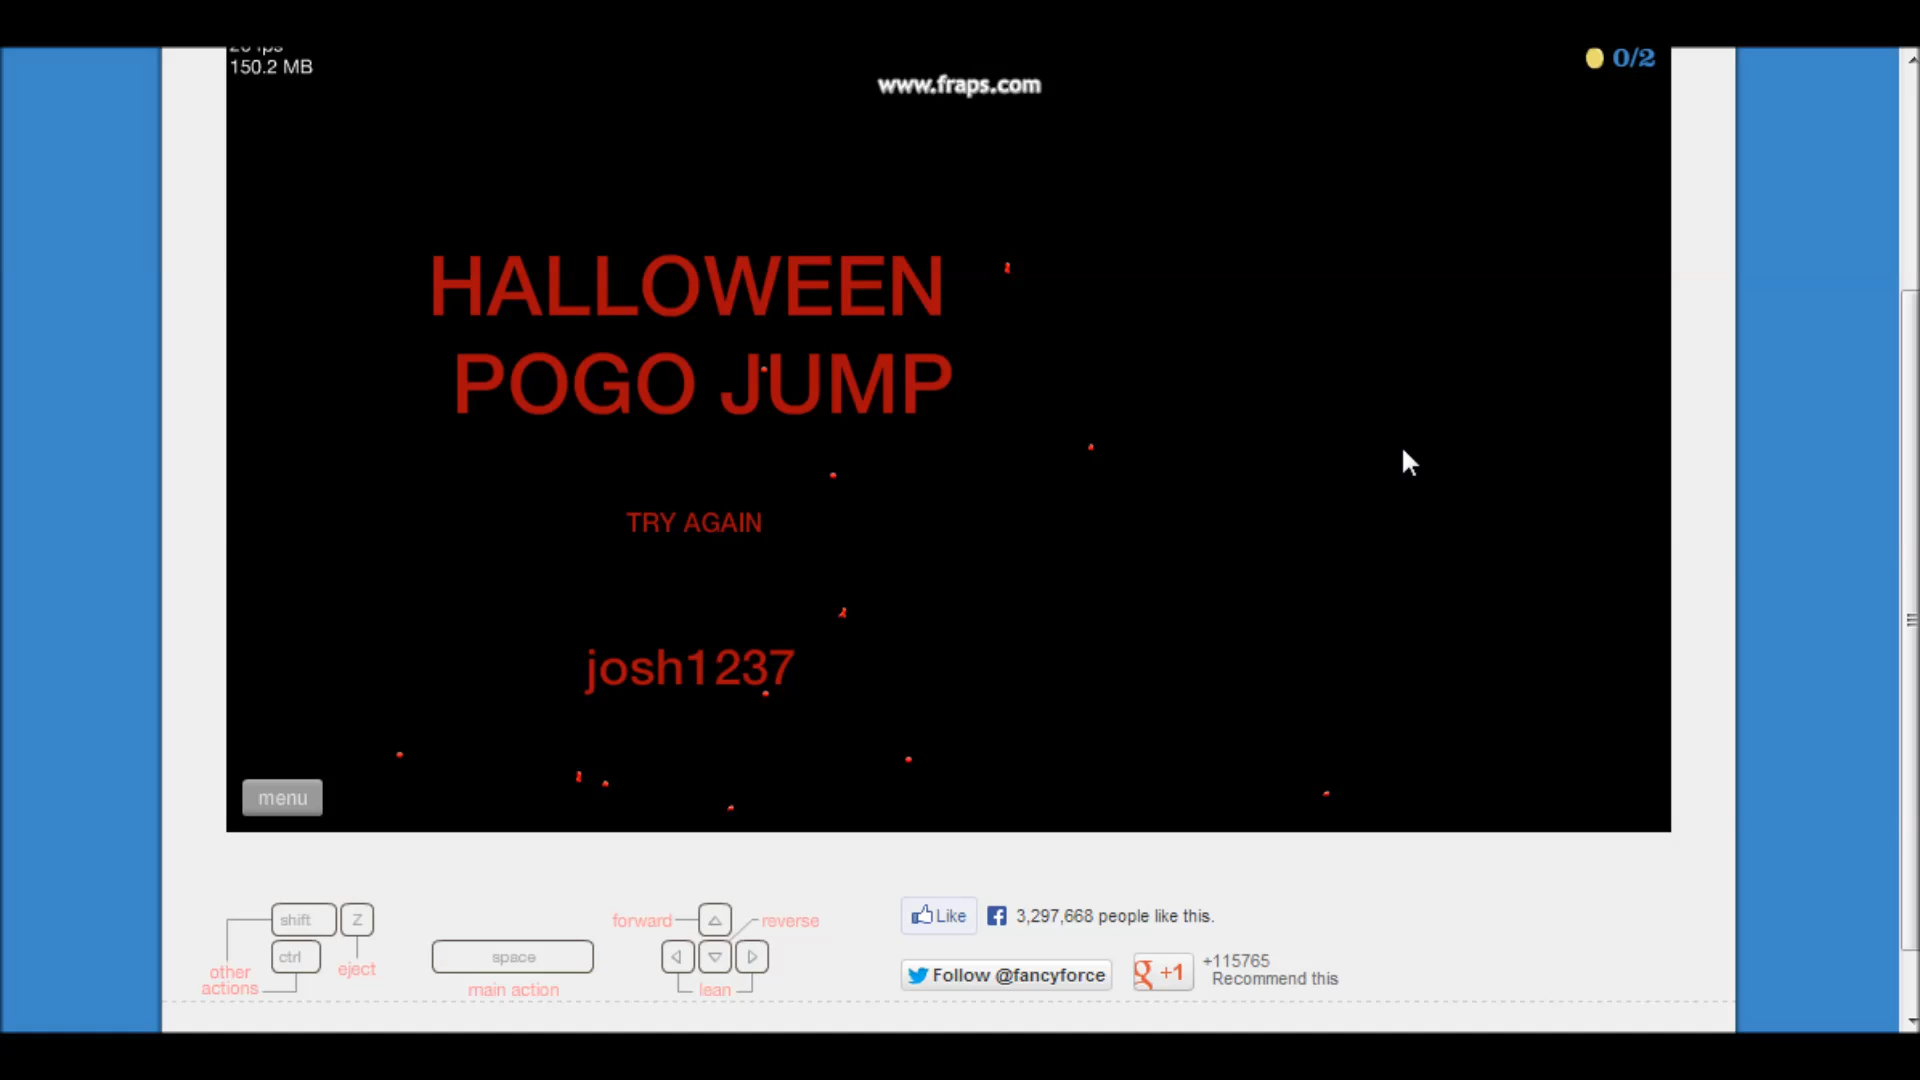 150.2 MB
www.fraps.com
0/2
HALLOWEEN
POGO JUMP
TRY AGAIN
josh1237
menu
shift
Z
ctrl
other
actions
eject
space
main action
forward
reverse
lean
Like
3,297,668 people like this.
Follow @fancyforce
+1
+115765
Recommend this